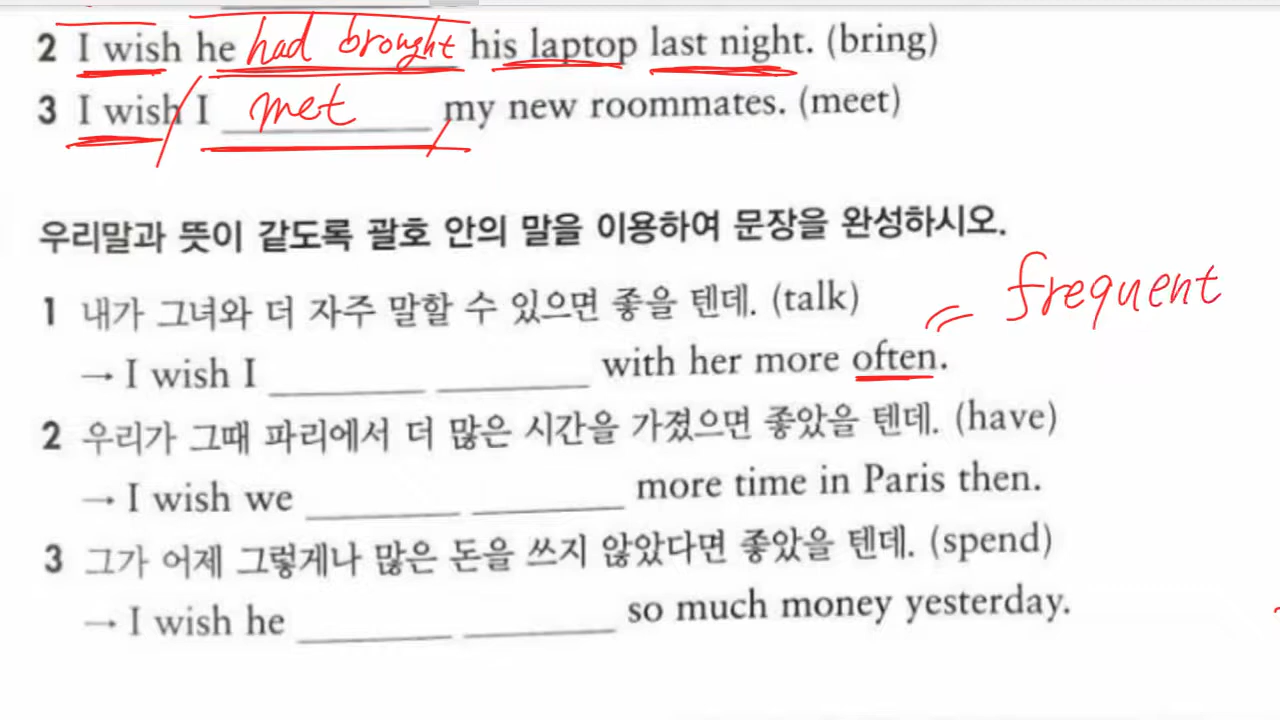 2 I wish he had brought his laptop last night. (bring)
3 I wish I met my new roommates. (meet)
우리말과 뜻이 같도록 괄호 안의 말을 이용하여 문장을 완성하시오.
1 내가 그녀와 더 자주 말할 수 있으면 좋을 텐데. (talk)
= frequent
→ I wish I ________ ________ with her more often.
2 우리가 그때 파리에서 더 많은 시간을 가졌으면 좋았을 텐데. (have)
→ I wish we ________ ________ more time in Paris then.
3 그가 어제 그렇게나 많은 돈을 쓰지 않았다면 좋았을 텐데. (spend)
→ I wish he ________ ________ so much money yesterday.